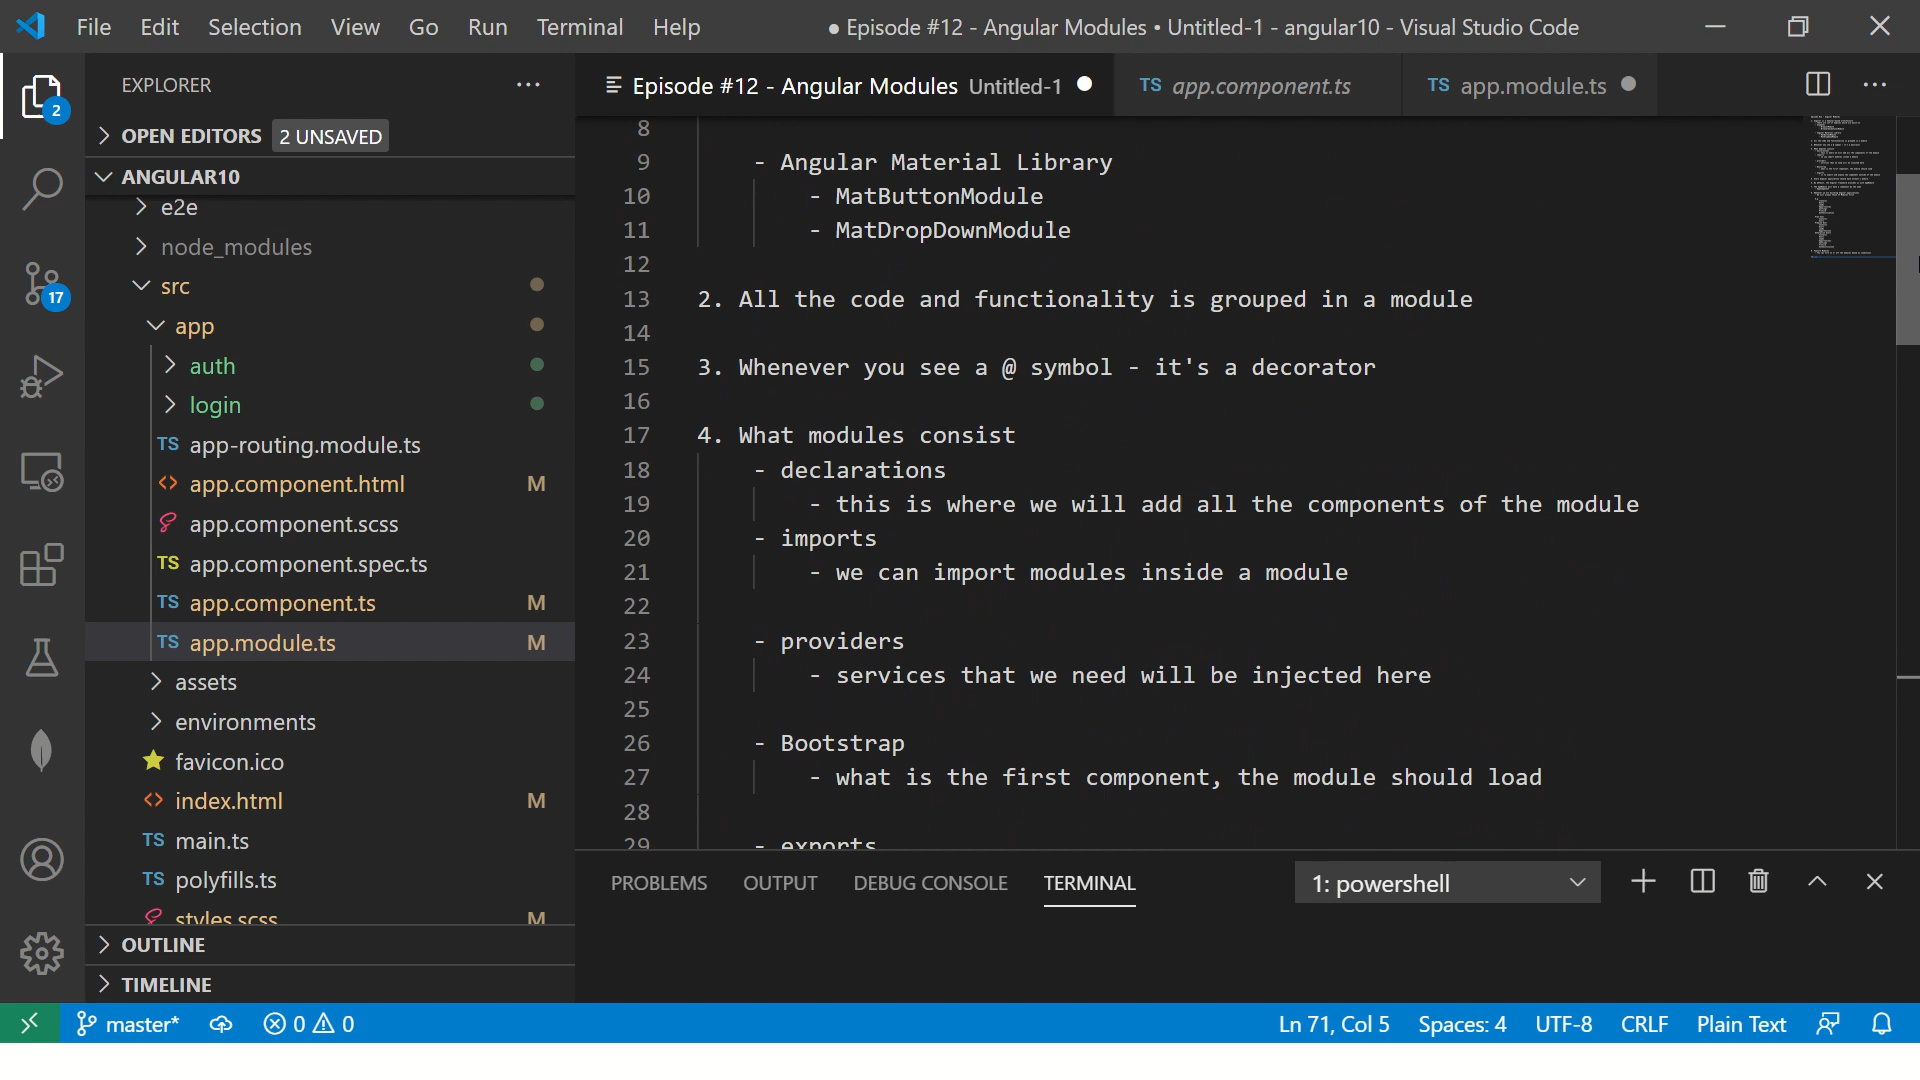 File Edit Selection View Go Run Terminal Help ● Episode #12 - Angular Modules • Untitled-1 - angular10 - Visual Studio Code
EXPLORER
Episode #12 - Angular Modules Untitled-1
TS app.component.ts
TS app.module.ts
2
OPEN EDITORS 2 UNSAVED
ANGULAR10
e2e
node_modules
src
app
auth
login
TS app-routing.module.ts
<> app.component.html M
app.component.scss
TS app.component.spec.ts
TS app.component.ts M
TS app.module.ts M
assets
environments
favicon.ico
<> index.html M
TS main.ts
TS polyfills.ts
styles.scss M
OUTLINE
TIMELINE
17
8
9 - Angular Material Library
10 - MatButtonModule
11 - MatDropDownModule
12
13 2. All the code and functionality is grouped in a module
14
15 3. Whenever you see a @ symbol - it's a decorator
16
17 4. What modules consist
18 - declarations
19 - this is where we will add all the components of the module
20 - imports
21 - we can import modules inside a module
22
23 - providers
24 - services that we need will be injected here
25
26 - Bootstrap
27 - what is the first component, the module should load
28
29 - exports
PROBLEMS OUTPUT DEBUG CONSOLE TERMINAL 1: powershell
master* 0 0 Ln 71, Col 5 Spaces: 4 UTF-8 CRLF Plain Text